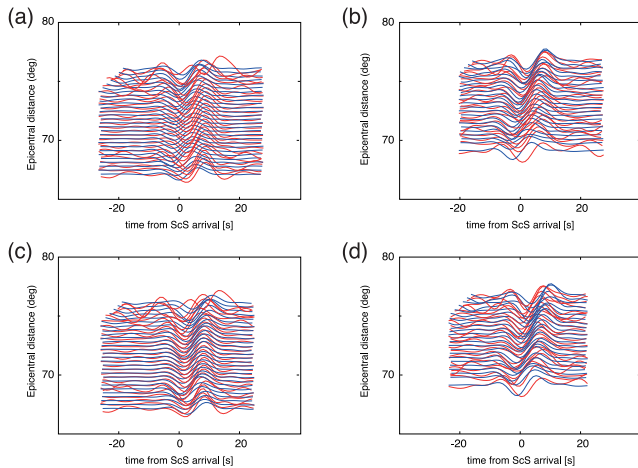 (a)
80
70
Epicentral distance (deg)
-20
0
20
time from ScS arrival [s]
(b)
80
70
Epicentral distance (deg)
-20
0
20
time from ScS arrival [s]
(c)
80
70
Epicentral distance (deg)
-20
0
20
time from ScS arrival [s]
(d)
80
70
Epicentral distance (deg)
-20
0
20
time from ScS arrival [s]